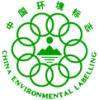 中国环境标志
CHINA ENVIRONMENTAL LABELLING